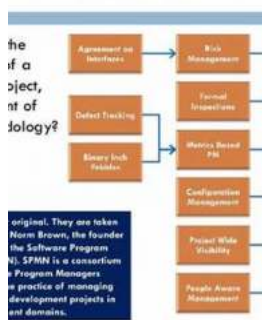 the
of a
oject,
nt of
dology?
Agreement on
Interfaces
Defect Tracking
Binary Inch
Pebbles
Risk
Management
Formal
Inspections
Metrics Based
PM
Configuration
Management
Project Wide
Visibility
People Aware
Management
original. They are taken
Norm Brown, the founder
the Software Program
N). SPMN is a consortium
e Program Managers
e practice of managing
development projects in
ent domains.